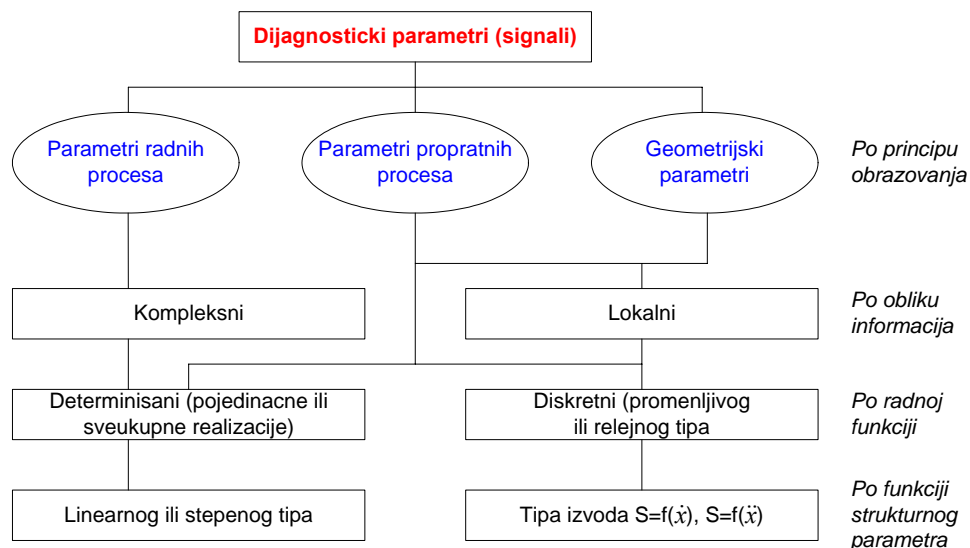 Dijagnosticki parametri (signali)
Parametri radnih
procesa
Parametri propratnih
procesa
Geometrijski
parametri
Po principu
obrazovanja
Kompleksni
Lokalni
Po obliku
informacija
Determinisani (pojedinacne ili
sveukupne realizacije)
Diskretni (promenljivog
ili relejnog tipa
Po radnoj
funkciji
Linearnog ili stepenog tipa
Tipa izvoda S=f(ẋ), S=f(ẍ)
Po funkciji
strukturnog
parametra